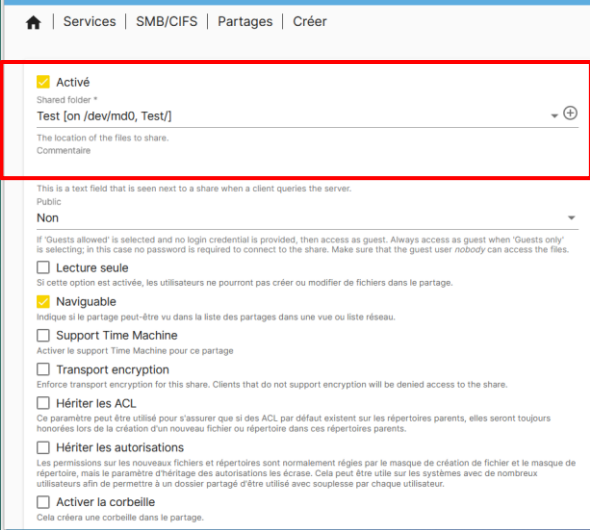 Services | SMB/CIFS | Partages | Créer
Activé
Shared folder *
Test [on /dev/md0, Test/]
The location of the files to share.
Commentaire
This is a text field that is seen next to a share when a client queries the server.
Public
Non
If 'Guests allowed' is selected and no login credential is provided, then access as guest. Always access as guest when 'Guests only'
is selecting; in this case no password is required to connect to the share. Make sure that the guest user nobody can access the files.
Lecture seule
Si cette option est activée, les utilisateurs ne pourront pas créer ou modifier de fichiers dans le partage.
Naviguable
Indique si le partage peut-être vu dans la liste des partages dans une vue ou liste réseau.
Support Time Machine
Activer le support Time Machine pour ce partage
Transport encryption
Enforce transport encryption for this share. Clients that do not support encryption will be denied access to the share.
Hériter les ACL
Ce paramètre peut être utilisé pour s'assurer que si des ACL par défaut existent sur les répertoires parents, elles seront toujours
honorées lors de la création d'un nouveau fichier ou répertoire dans ces répertoires parents.
Hériter les autorisations
Les permissions sur les nouveaux fichiers et répertoires sont normalement régies par le masque de création de fichier et le masque de
répertoire, mais le paramètre d'héritage des autorisations les écrase. Cela peut être utile sur les systèmes avec de nombreux
utilisateurs afin de permettre à un dossier partagé d'être utilisé avec souplesse par chaque utilisateur.
Activer la corbeille
Cela créera une corbeille dans le partage.